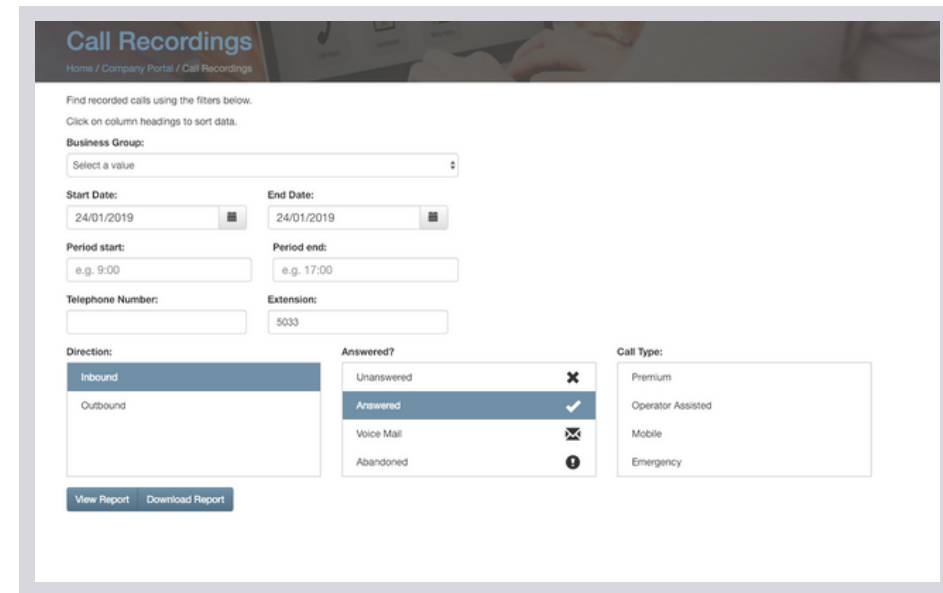 Call Recordings
Home / Company Portal / Call Recordings
Find recorded calls using the filters below.
Click on column headings to sort data.
Business Group:
Select a value
Start Date: End Date:
24/01/2019 24/01/2019
Period start: Period end:
e.g. 9:00 e.g. 17:00
Telephone Number: Extension:
5033
Direction: Answered? Call Type:
Inbound Unanswered Premium
Outbound Answered Operator Assisted
Voice Mail Mobile
Abandoned Emergency
View Report Download Report